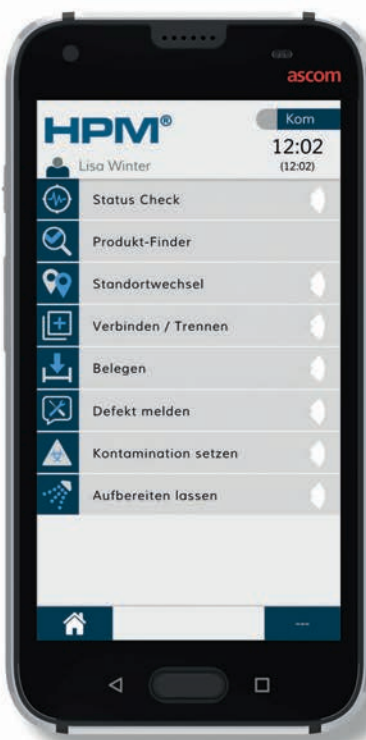 ascom
HPM®
Kom
12:02
(12:02)
Lisa Winter
Status Check
Produkt-Finder
Standortwechsel
Verbinden / Trennen
Belegen
Defekt melden
Kontamination setzen
Aufbereiten lassen
---